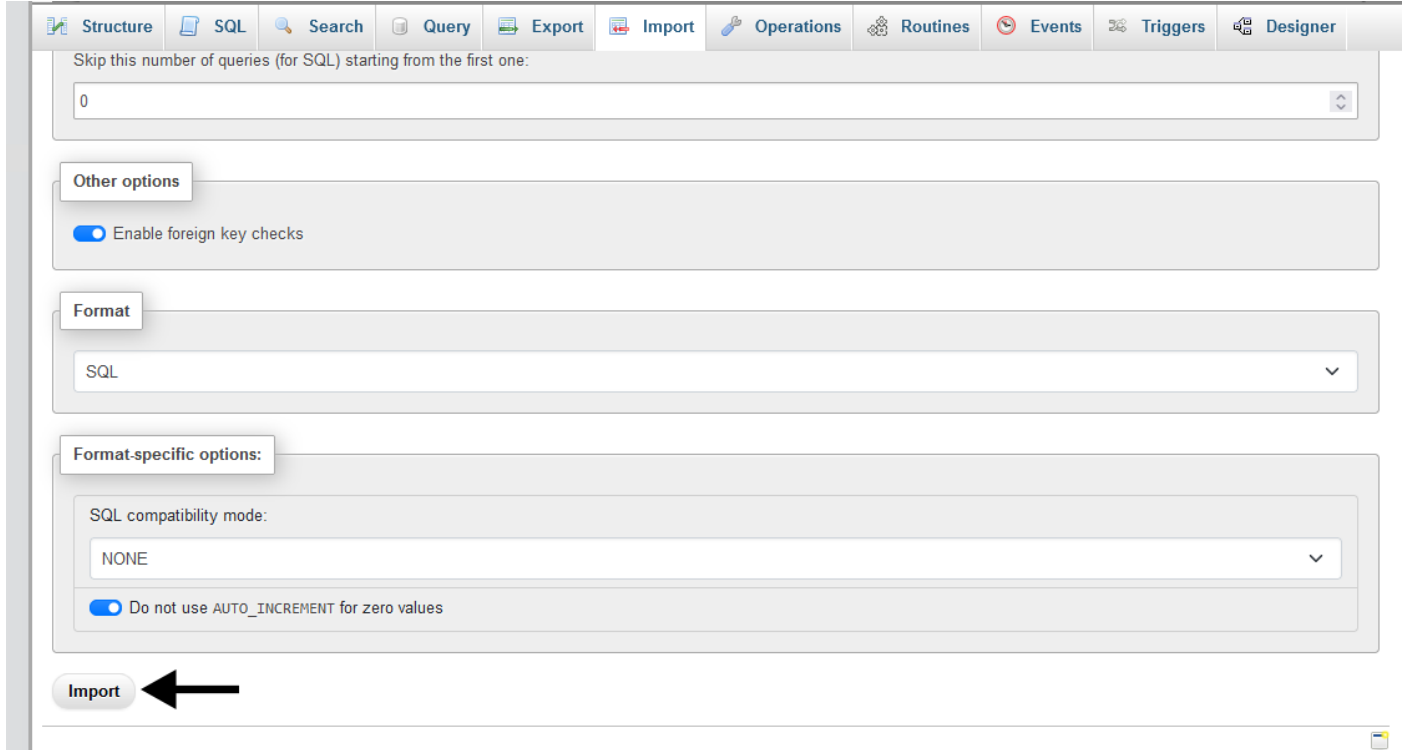 Structure SQL Search Query Export Import Operations Routines Events Triggers Designer
Skip this number of queries (for SQL) starting from the first one:
0
Other options
Enable foreign key checks
Format
SQL
Format-specific options:
SQL compatibility mode:
NONE
Do not use AUTO_INCREMENT for zero values
Import